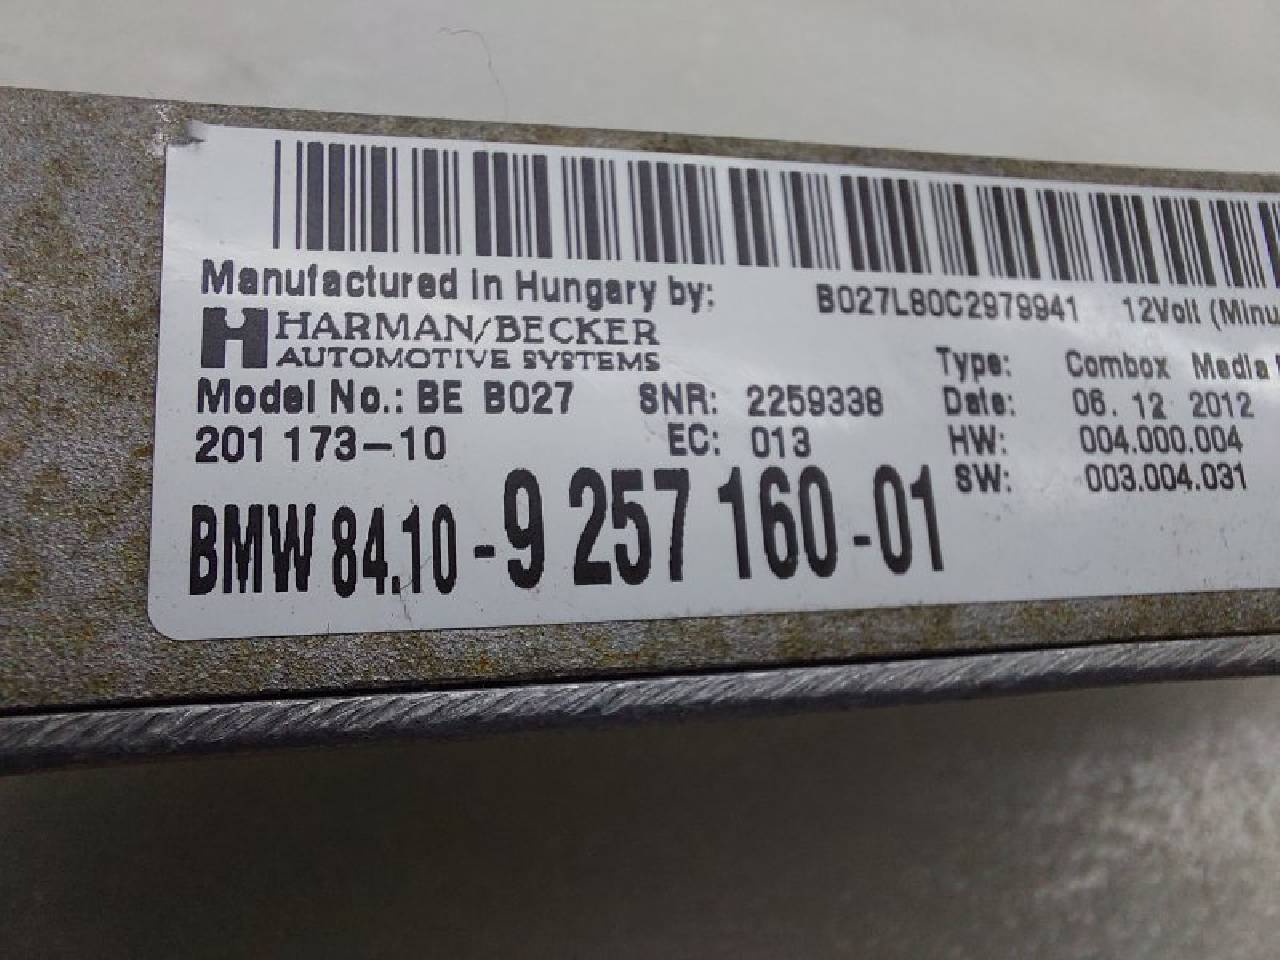 Manufactured in Hungary by: B027L80C2979941 12Volt (Minu
HARMAN/BECKER
AUTOMOTIVE SYSTEMS Type: Combox Media
Model No.: BE B027 SNR: 2259338 Date: 06. 12 2012
201 173-10 EC: 013 HW: 004.000.004
SW: 003.004.031
BMW 84.10 - 9 257 160 - 01